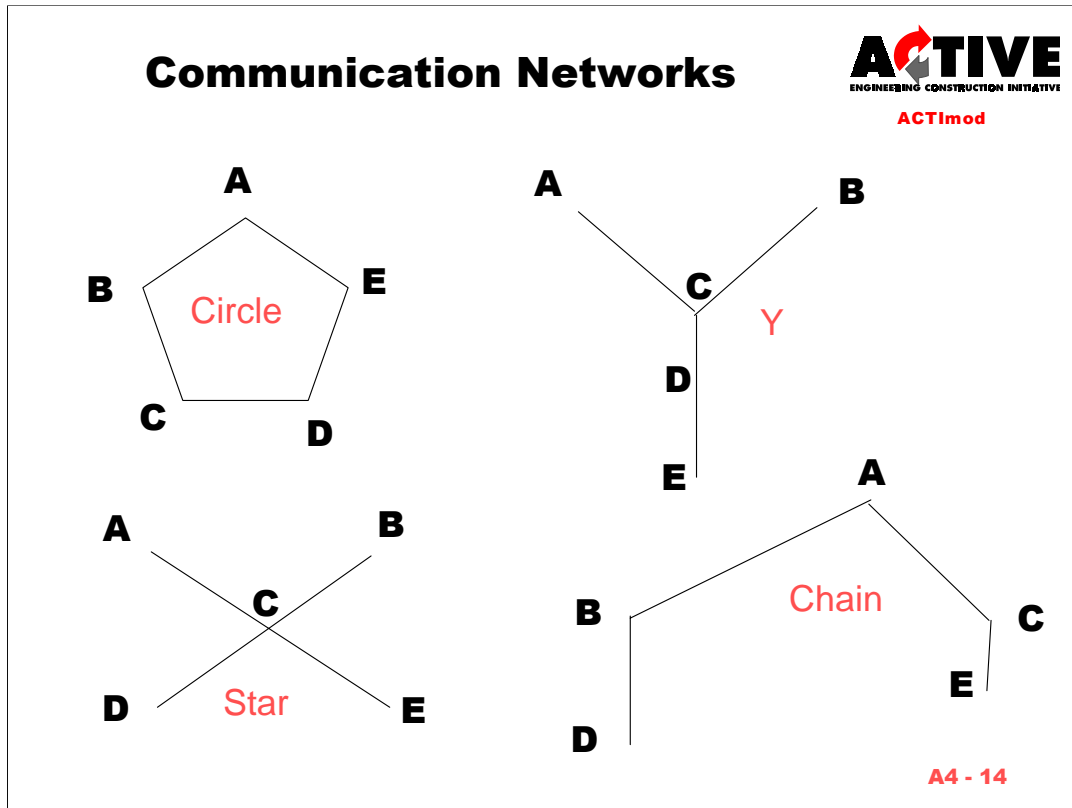 Communication Networks
ACTIVE
ENGINEERING CONSTRUCTION INITIATIVE
ACTImod
A
B
E
Circle
C
D
A
B
C
Y
D
E
A
B
C
D
Star
E
A
B
Chain
C
E
D
A4 - 14